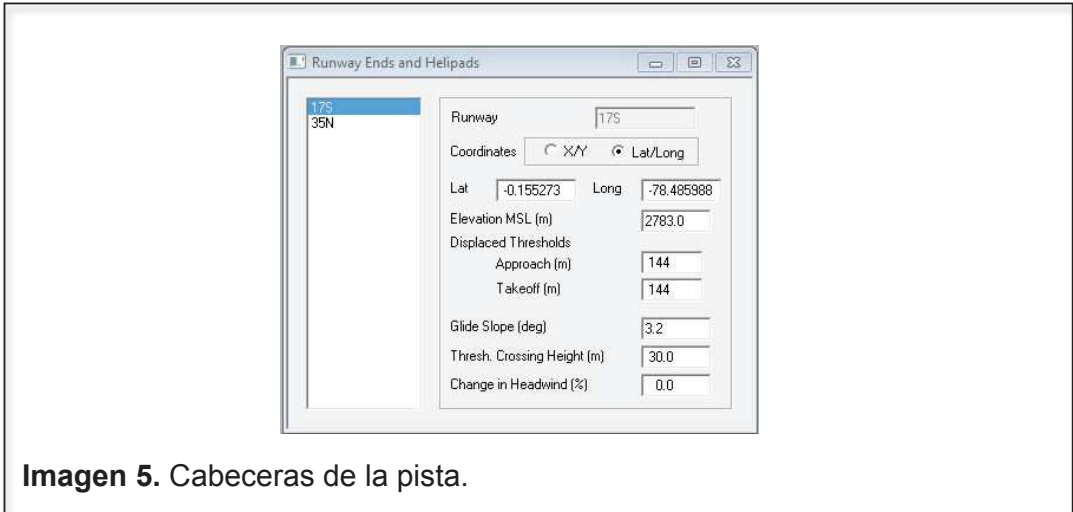 Runway Ends and Helipads
17S
35N
Runway 17S
Coordinates X/Y Lat/Long
Lat -0.155273 Long -78.485988
Elevation MSL (m) 2783.0
Displaced Thresholds
Approach (m) 144
Takeoff (m) 144
Glide Slope (deg) 3.2
Thresh. Crossing Height (m) 30.0
Change in Headwind (%) 0.0
Imagen 5. Cabeceras de la pista.